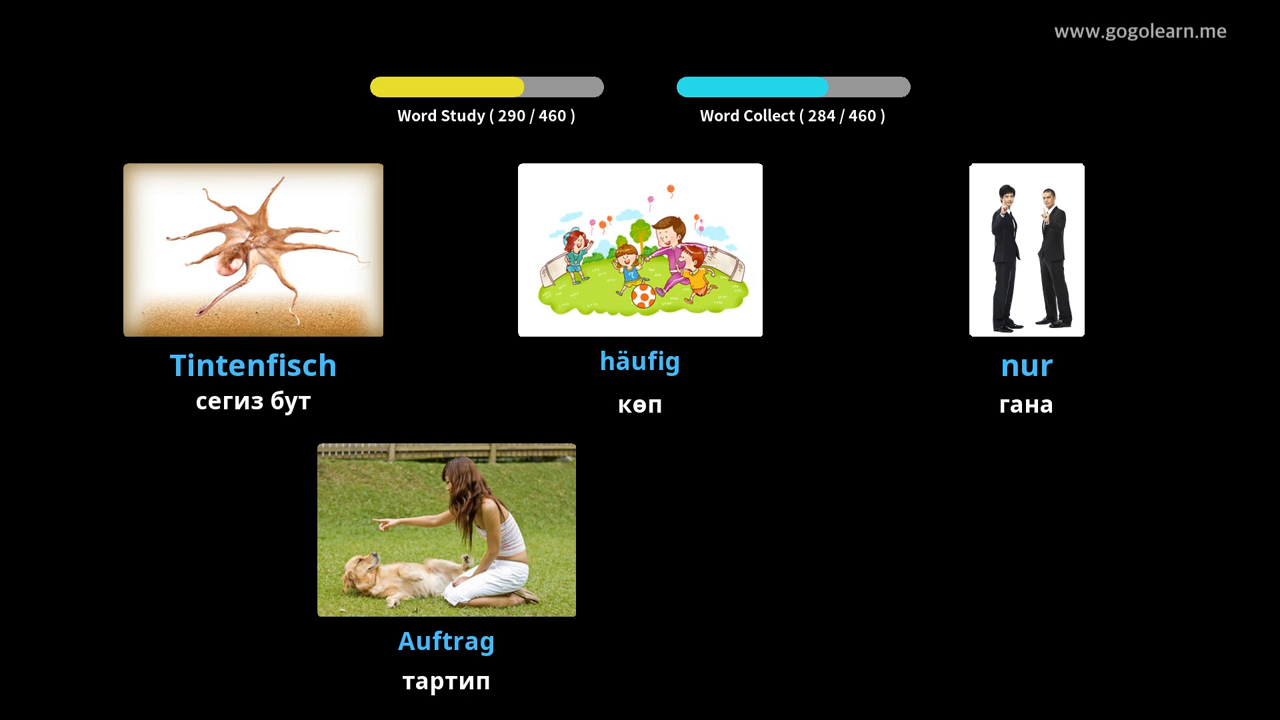 www.gogolearn.me
Word Study ( 290 / 460 )
Word Collect ( 284 / 460 )
Tintenfisch
сегиз бут
häufig
көп
nur
гана
Auftrag
тартип